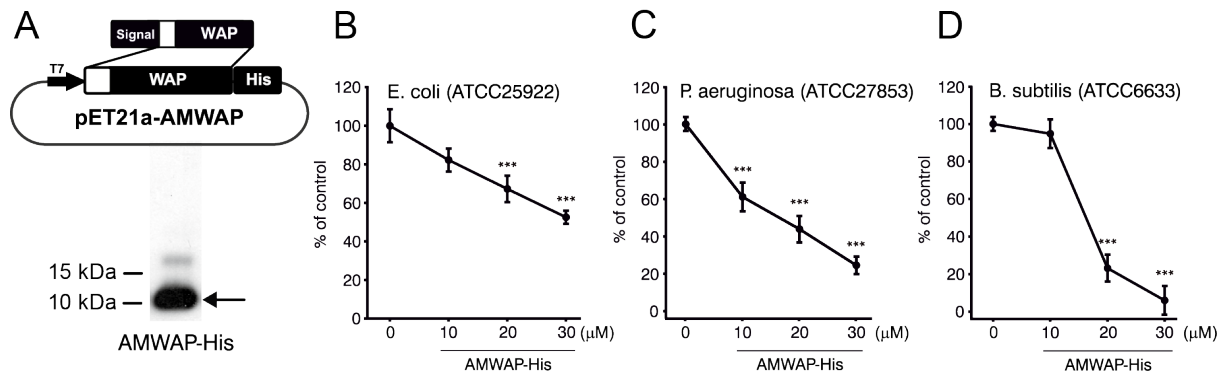 A
Signal WAP
T7 WAP His
pET21a-AMWAP
15 kDa
10 kDa
AMWAP-His
B
E. coli (ATCC25922)
% of control
120
100
80
60
40
20
0
***
***
0 10 20 30 (μM)
AMWAP-His
C
P. aeruginosa (ATCC27853)
% of control
120
100
80
60
40
20
0
***
***
***
0 10 20 30 (μM)
AMWAP-His
D
B. subtilis (ATCC6633)
% of control
120
100
80
60
40
20
0
***
***
0 10 20 30 (μM)
AMWAP-His